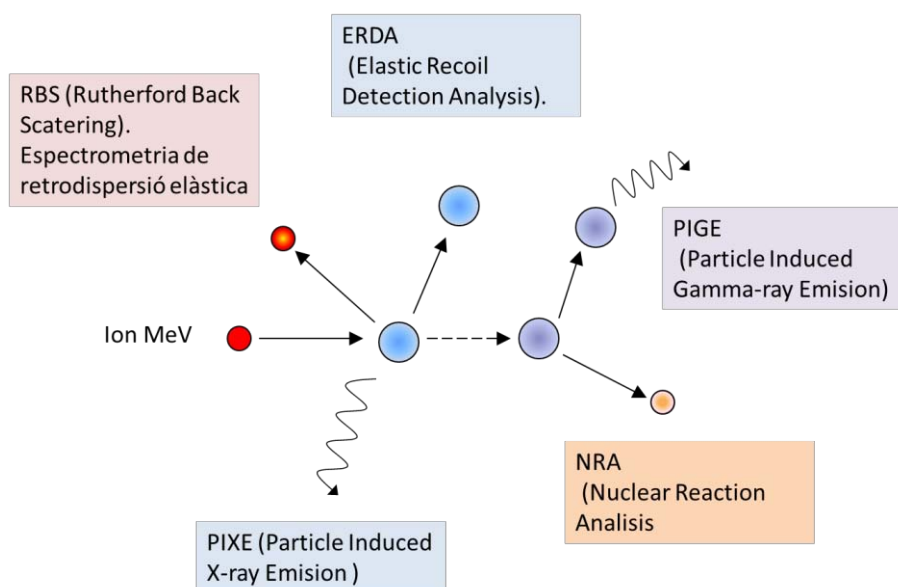 ERDA
(Elastic Recoil
Detection Analysis).
RBS (Rutherford Back
Scatering).
Espectrometria de
retrodispersió elàstica
PIGE
(Particle Induced
Gamma-ray Emision)
Ion MeV
NRA
(Nuclear Reaction
Analisis
PIXE (Particle Induced
X-ray Emision )